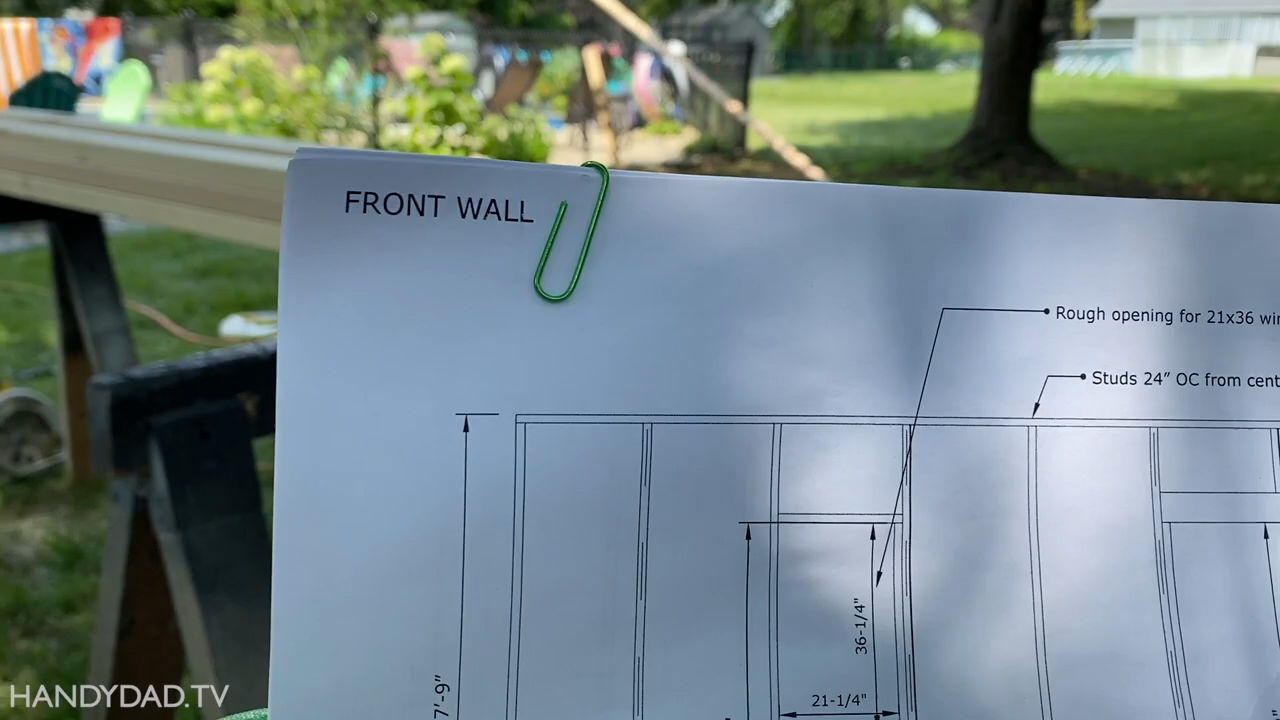 FRONT WALL
Rough opening for 21x36
Studs 24” OC from
36-1/4"
21-1/4"
7'-9"
HANDYDAD.TV